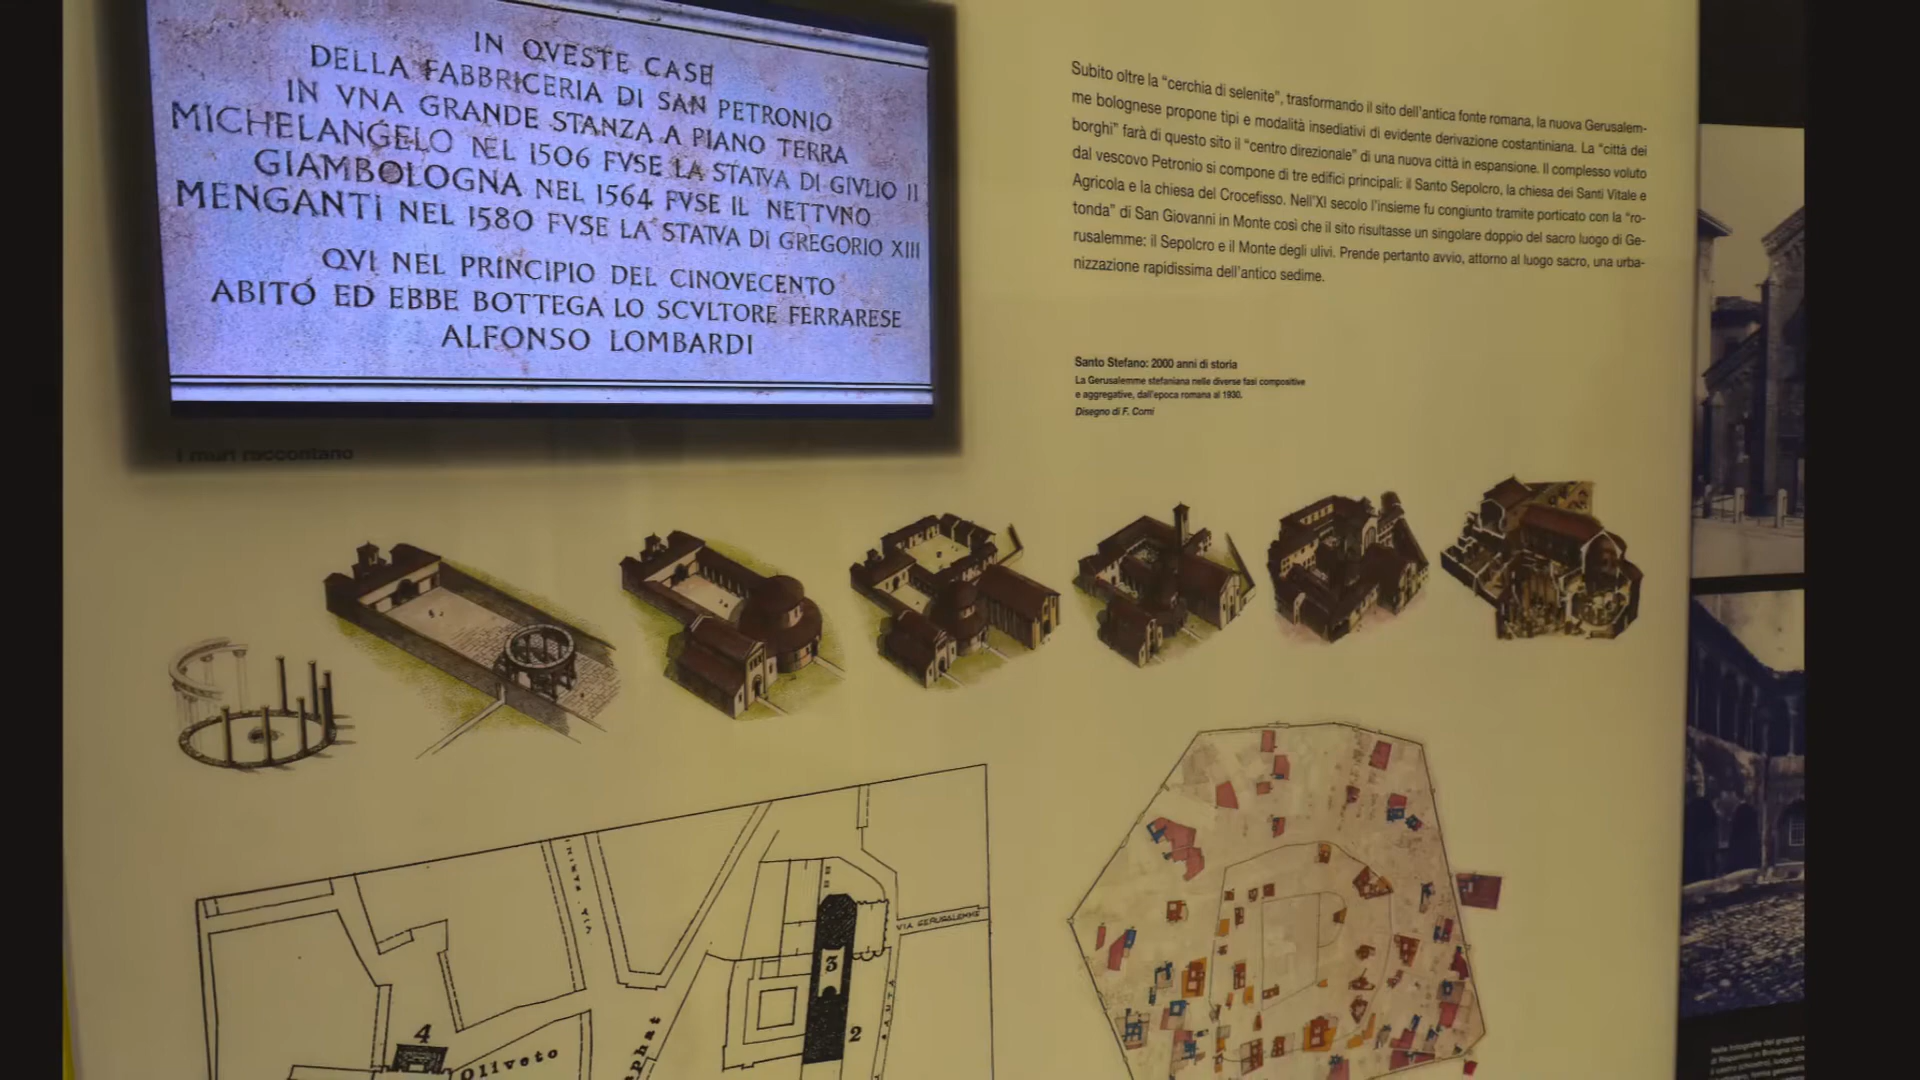 IN QVESTE CASE
DELLA FABBRICERIA DI SAN PETRONIO
IN VNA GRANDE STANZA A PIANO TERRA
MICHELANGELO NEL 1506 FVSE LA STATVA DI GIVLIO II
GIAMBOLOGNA NEL 1564 FVSE IL NETTVNO
MENGANTI NEL 1580 FVSE LA STATVA DI GREGORIO XIII
QVI NEL PRINCIPIO DEL CINQVECENTO
ABITÓ ED EBBE BOTTEGA LO SCVLTORE FERRARESE
ALFONSO LOMBARDI
i muri raccontano
Subito oltre la “cerchia di selenite”, trasformando il sito dell’antica fonte romana, la nuova Gerusalem-
me bolognese propone tipi e modalità insediativi di evidente derivazione costantiniana. La “città dei
borghi” farà di questo sito il “centro direzionale” di una nuova città in espansione. Il complesso voluto
dal vescovo Petronio si compone di tre edifici principali: il Santo Sepolcro, la chiesa dei Santi Vitale e
Agricola e la chiesa del Crocefisso. Nell’XI secolo l’insieme fu congiunto tramite porticato con la “ro-
tonda” di San Giovanni in Monte così che il sito risultasse un singolare doppio del sacro luogo di Ge-
rusalemme: il Sepolcro e il Monte degli ulivi. Prende pertanto avvio, attorno al luogo sacro, una urba-
nizzazione rapidissima dell’antico sedime.
Santo Stefano: 2000 anni di storia
La Gerusalemme stefaniana nelle diverse fasi compositive
e aggregative, dall’epoca romana al 1930.
Disegno di F. Corni
VIA GERUSALEMME
3
2
4
Oliveto
phat